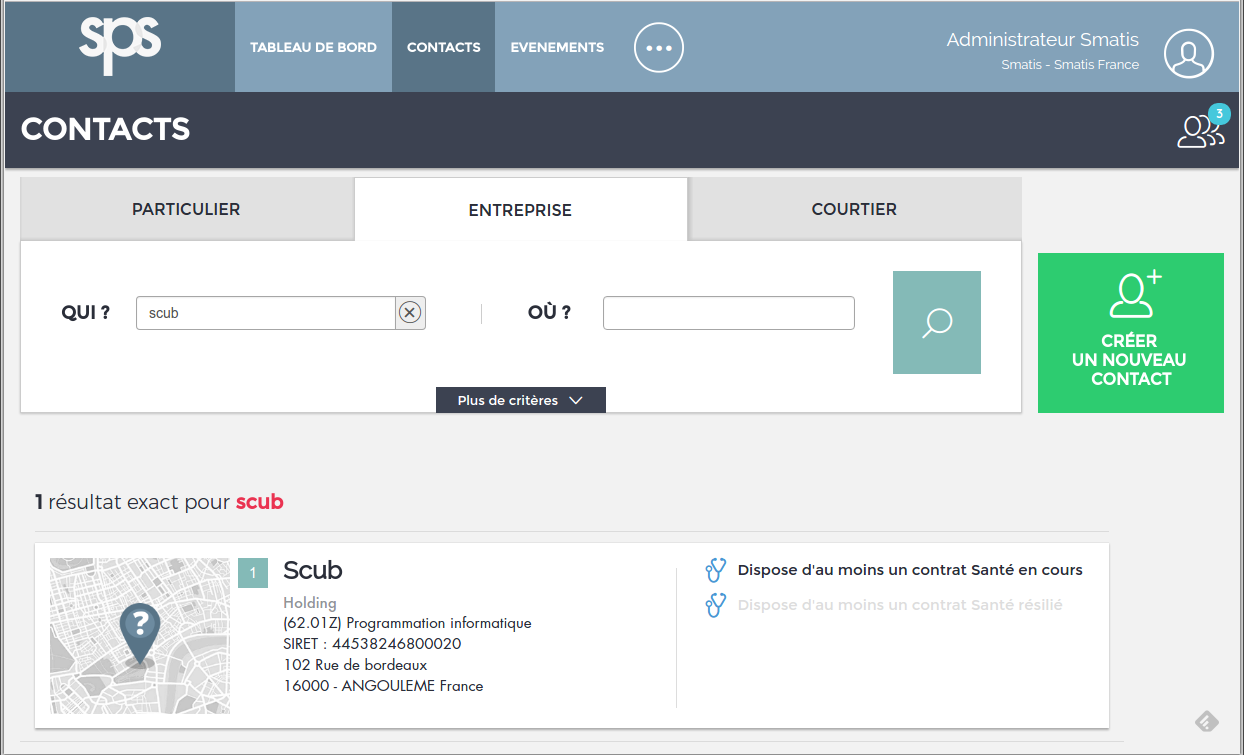 sps
TABLEAU DE BORD
CONTACTS
EVENEMENTS
Administrateur Smatis
Smatis - Smatis France
CONTACTS
3
PARTICULIER
ENTREPRISE
COURTIER
QUI ?
scub
OÙ ?
Plus de critères
CRÉER
UN NOUVEAU
CONTACT
1 résultat exact pour scub
?
1
Scub
Holding
(62.01Z) Programmation informatique
SIRET : 44538246800020
102 Rue de bordeaux
16000 - ANGOULEME France
Dispose d'au moins un contrat Santé en cours
Dispose d'au moins un contrat Santé résilié